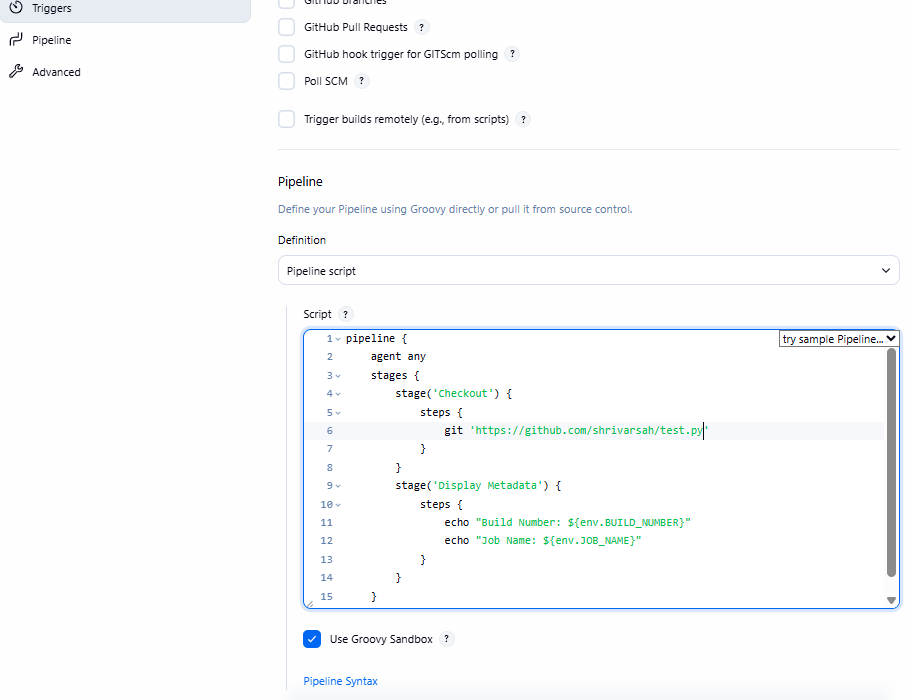 Triggers
Pipeline
Advanced
GitHub Branches
GitHub Pull Requests ?
GitHub hook trigger for GITScm polling ?
Poll SCM ?
Trigger builds remotely (e.g., from scripts) ?
Pipeline
Define your Pipeline using Groovy directly or pull it from source control.
Definition
Pipeline script
Script ?
try sample Pipeline...
1 pipeline {
2     agent any
3     stages {
4         stage('Checkout') {
5             steps {
6                 git 'https://github.com/shrivarsah/test.py'
7             }
8         }
9         stage('Display Metadata') {
10             steps {
11                 echo "Build Number: ${env.BUILD_NUMBER}"
12                 echo "Job Name: ${env.JOB_NAME}"
13             }
14         }
15     }
Use Groovy Sandbox ?
Pipeline Syntax